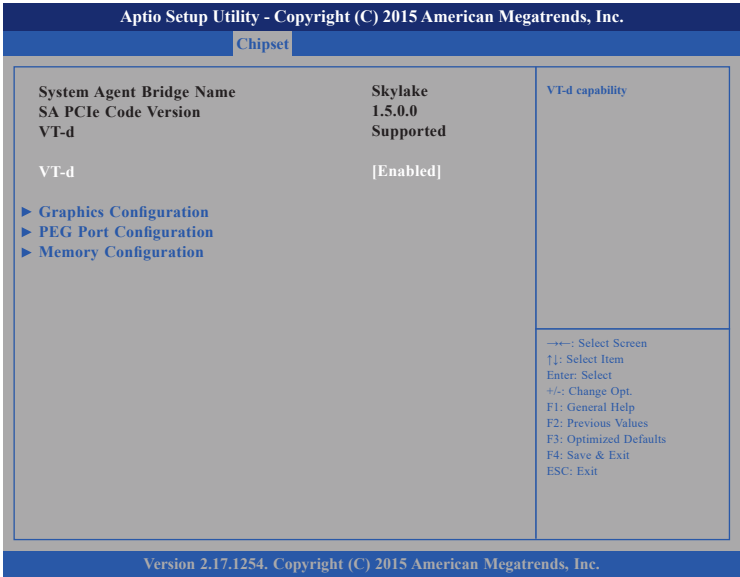 Aptio Setup Utility - Copyright (C) 2015 American Megatrends, Inc.
Chipset
System Agent Bridge Name Skylake
SA PCIe Code Version 1.5.0.0
VT-d Supported
VT-d [Enabled]
► Graphics Configuration
► PEG Port Configuration
► Memory Configuration
VT-d capability
→←: Select Screen
↑↓: Select Item
Enter: Select
+/-: Change Opt.
F1: General Help
F2: Previous Values
F3: Optimized Defaults
F4: Save & Exit
ESC: Exit
Version 2.17.1254. Copyright (C) 2015 American Megatrends, Inc.